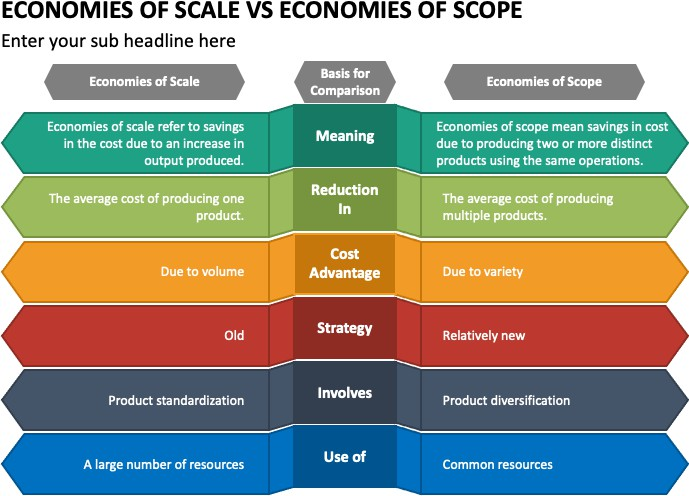 ECONOMIES OF SCALE VS ECONOMIES OF SCOPE
Enter your sub headline here
Economies of Scale
Basis for
Comparison
Economies of Scope
Economies of scale refer to savings
in the cost due to an increase in
output produced.
Meaning
Economies of scope mean savings in cost
due to producing two or more distinct
products using the same operations.
The average cost of producing one
product.
Reduction
In
The average cost of producing
multiple products.
Due to volume
Cost
Advantage
Due to variety
Old
Strategy
Relatively new
Product standardization
Involves
Product diversification
A large number of resources
Use of
Common resources